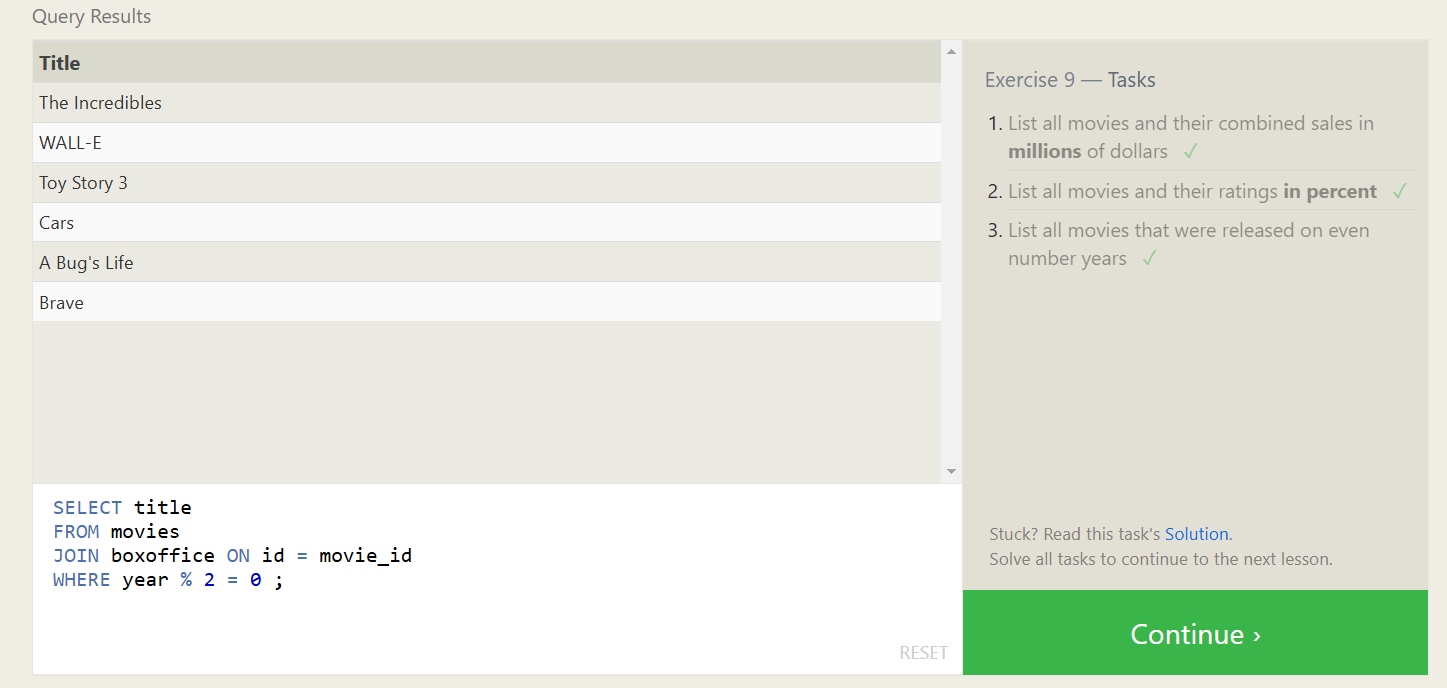 Query Results
Title
The Incredibles
WALL-E
Toy Story 3
Cars
A Bug's Life
Brave
SELECT title
FROM movies
JOIN boxoffice ON id = movie_id
WHERE year % 2 = 0 ;
RESET
Exercise 9 — Tasks
1. List all movies and their combined sales in
millions of dollars ✓
2. List all movies and their ratings in percent ✓
3. List all movies that were released on even
number years ✓
Stuck? Read this task's Solution.
Solve all tasks to continue to the next lesson.
Continue ›